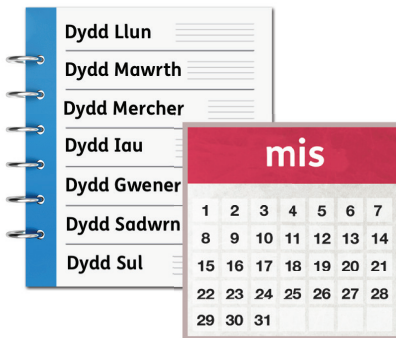 Dydd Llun
Dydd Mawrth
Dydd Mercher
Dydd Iau
Dydd Gwener
Dydd Sadwrn
Dydd Sul
mis
1 2 3 4 5 6 7
8 9 10 11 12 13 14
15 16 17 18 19 20 21
22 23 24 25 26 27 28
29 30 31